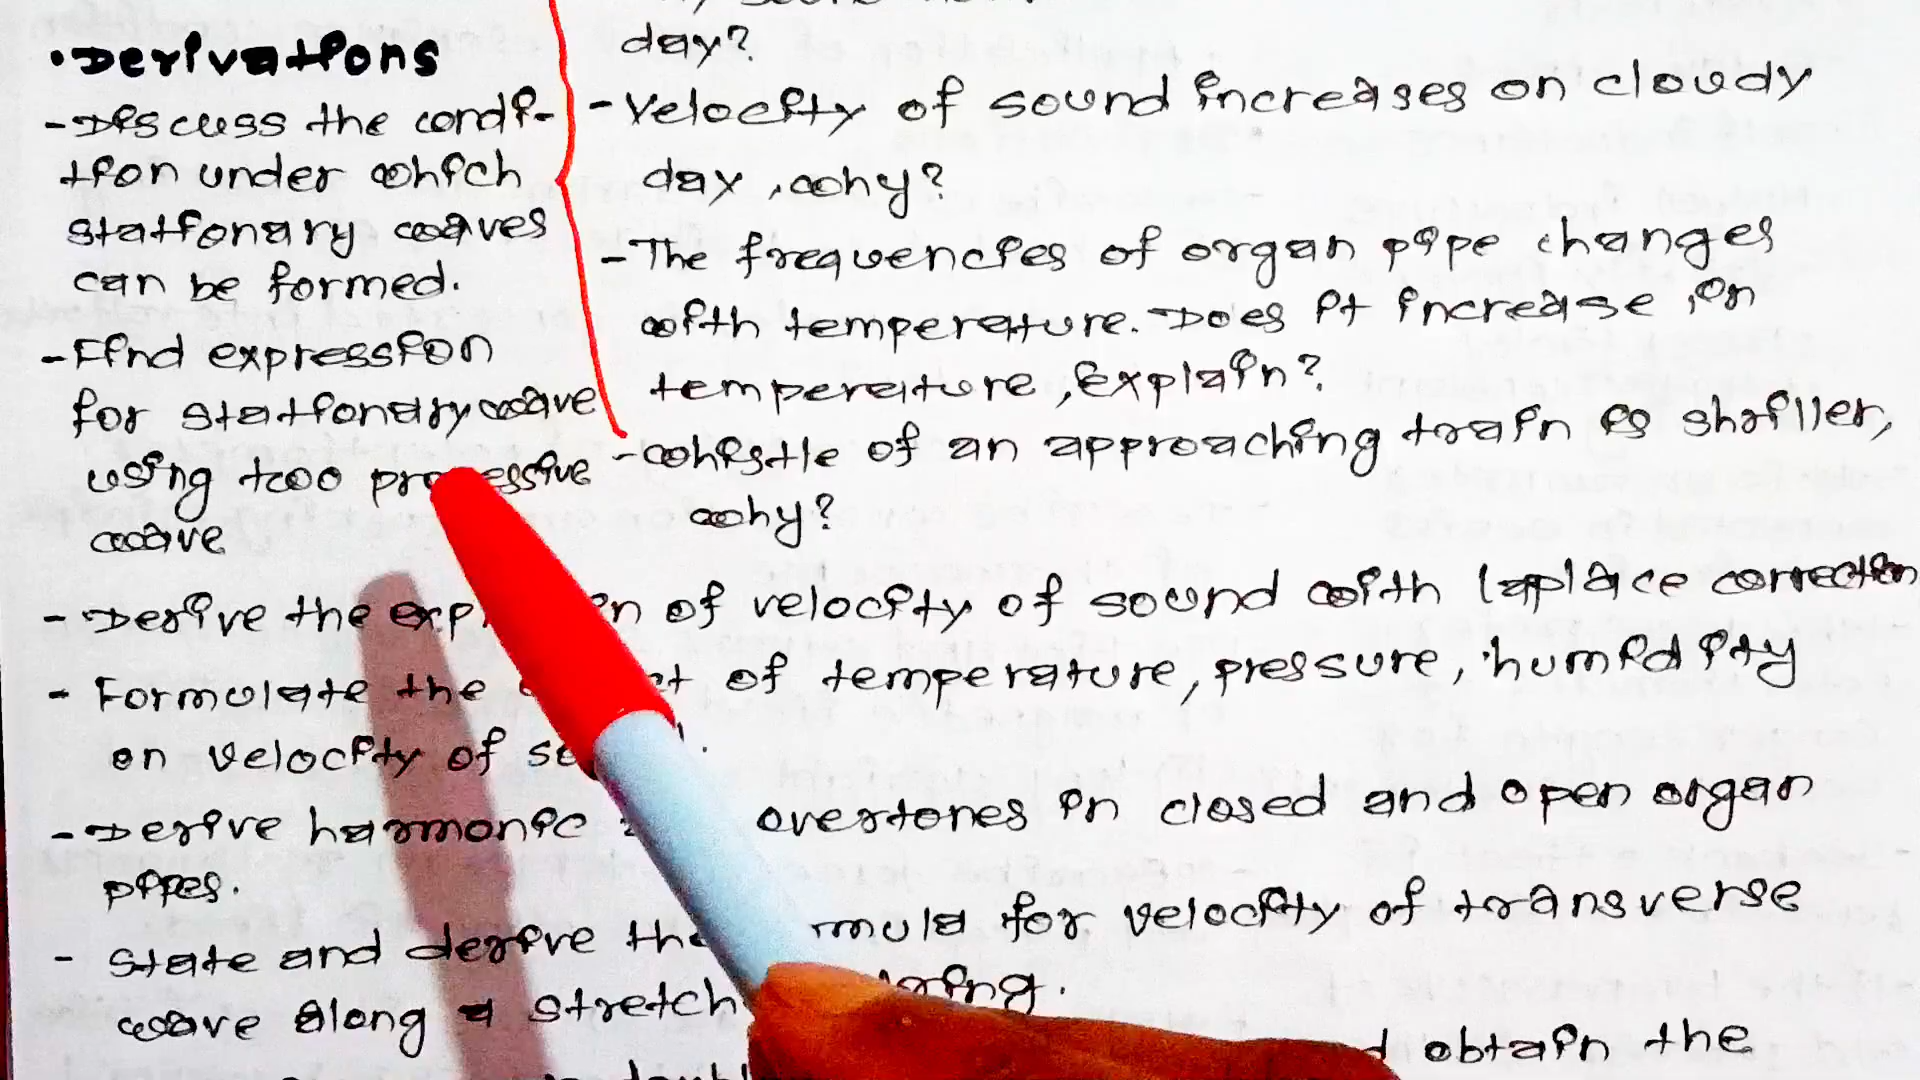 • Derivations
- Discuss the condi-
tion under which
stationary waves
can be formed.
- Find expression
for stationary wave
using two
wave
day?
- Velocity of sound increases on cloudy
day, why?
- The frequencies of organ pipe changes
with temperature. Does it increase in
temperature, Explain?
- Whistle of an approaching train is shriller,
why?
- Derive the of velocity of sound with laplace correction
- Formulate the of temperature, pressure, humidity
on velocity of
- Derive harmonic overtones in closed and open organ
pipes.
- State and derive the for velocity of transverse
wave along a
obtain the